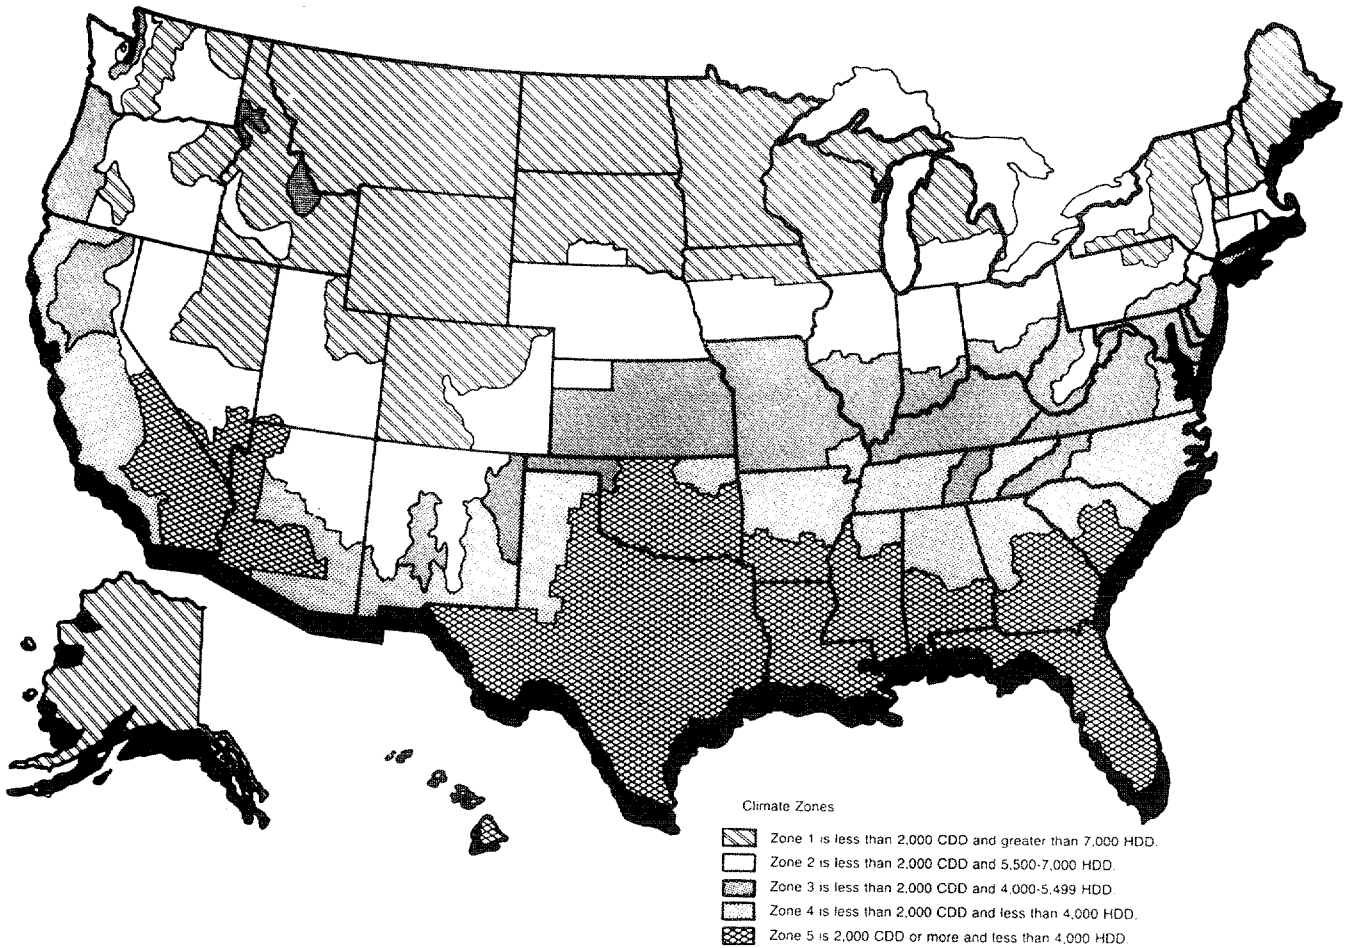 Climate Zones
Zone 1 is less than 2,000 CDD and greater than 7,000 HDD.
Zone 2 is less than 2,000 CDD and 5,500-7,000 HDD.
Zone 3 is less than 2,000 CDD and 4,000-5,499 HDD.
Zone 4 is less than 2,000 CDD and less than 4,000 HDD.
Zone 5 is 2,000 CDD or more and less than 4,000 HDD